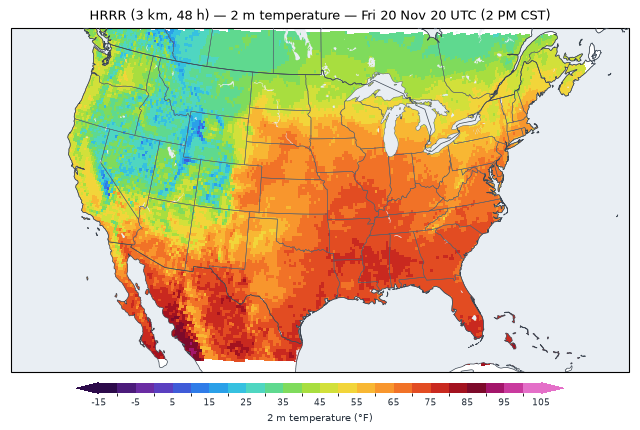 HRRR (3 km, 48 h) — 2 m temperature — Fri 20 Nov 20 UTC (2 PM CST)
-15 -5 5 15 25 35 45 55 65 75 85 95 105
2 m temperature (°F)